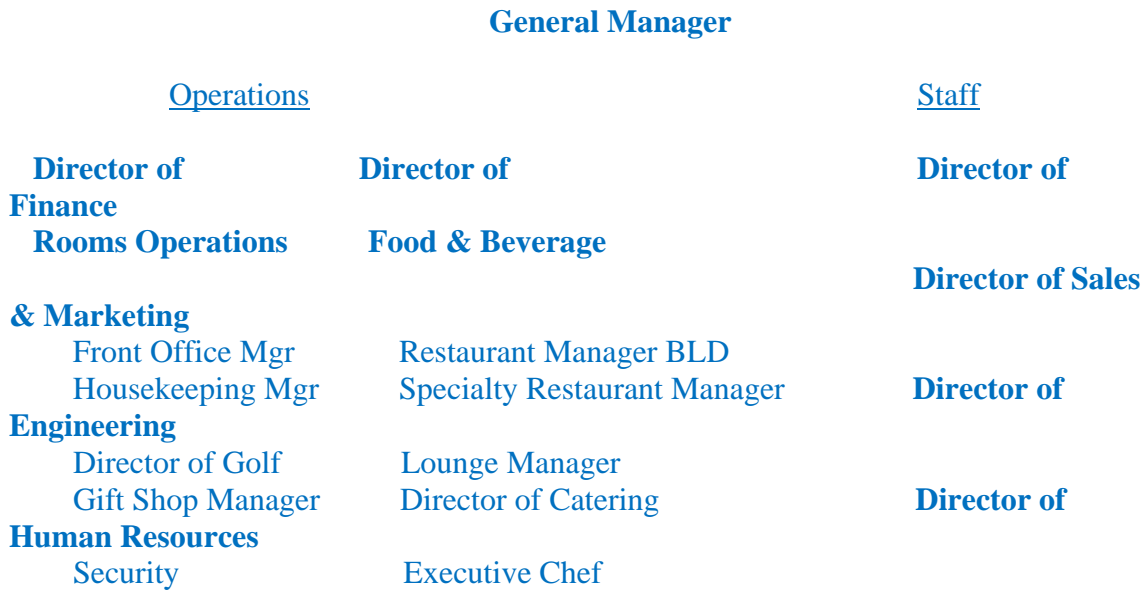 General Manager
Operations Staff
Director of Director of Director of
Finance
Rooms Operations Food & Beverage
Director of Sales
& Marketing
Front Office Mgr Restaurant Manager BLD
Housekeeping Mgr Specialty Restaurant Manager Director of
Engineering
Director of Golf Lounge Manager
Gift Shop Manager Director of Catering Director of
Human Resources
Security Executive Chef